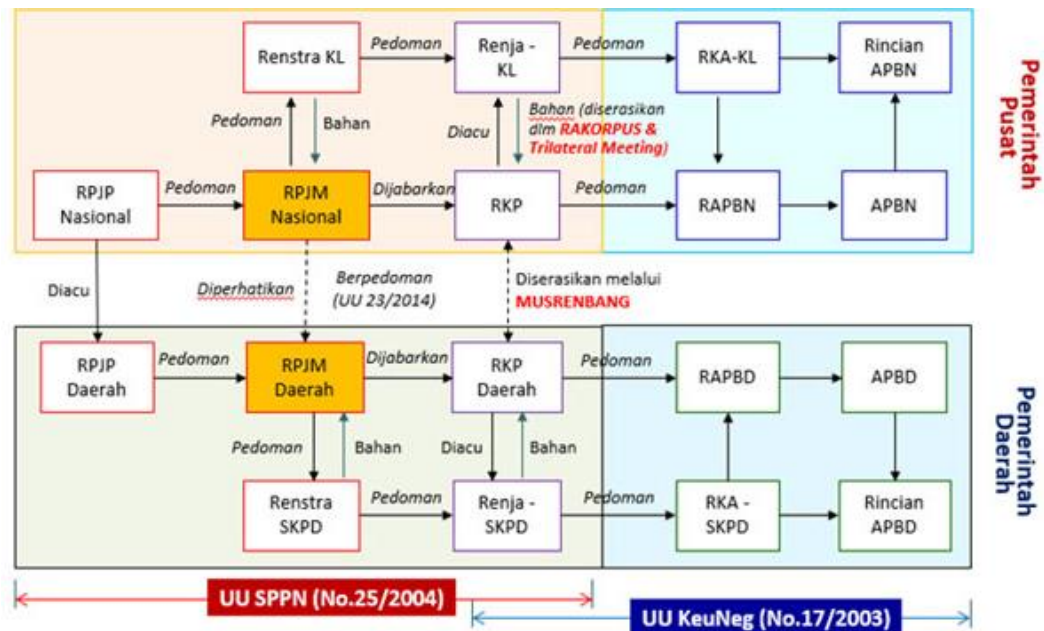 Pedoman
Pedoman
Renstra KL
Renja -
KL
RKA-KL
Rincian
APBN
Pedoman
Bahan
Diacu
Bahan (diserasikan
dlm RAKORPUS &
Trilateral Meeting)
RPJP
Nasional
Pedoman
RPJM
Nasional
Dijabarkan
RKP
Pedoman
RAPBN
APBN
Pemerintah
Pusat
Diacu
Diperhatikan
Berpedoman
(UU 23/2014)
Diserasikan melalui
MUSRENBANG
RPJP
Daerah
Pedoman
RPJM
Daerah
Dijabarkan
RKP
Daerah
Pedoman
RAPBD
APBD
Pedoman
Bahan
Diacu
Bahan
Renstra
SKPD
Pedoman
Renja -
SKPD
Pedoman
RKA -
SKPD
Rincian
APBD
Pemerintah
Daerah
UU SPPN (No.25/2004)
UU KeuNeg (No.17/2003)